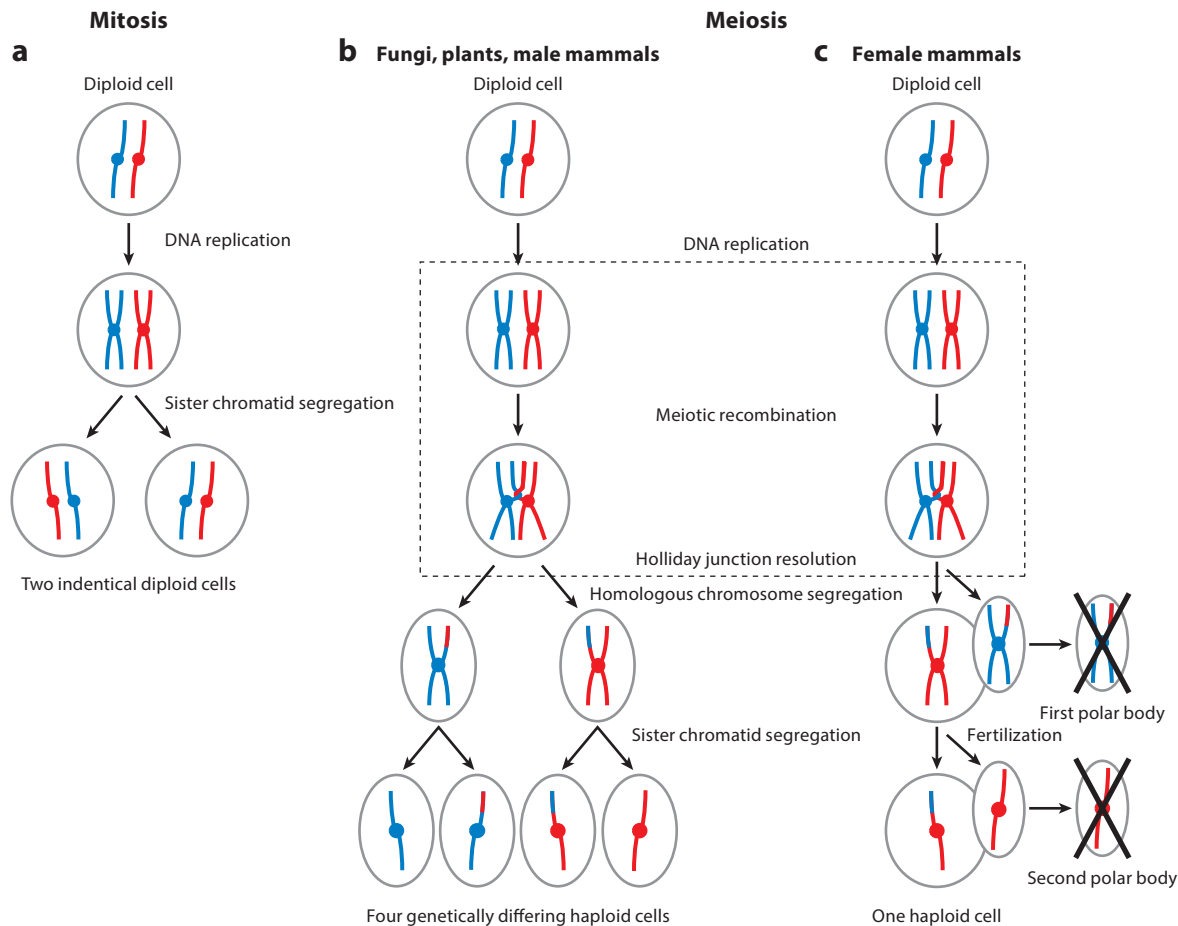 Mitosis
Meiosis
a
b Fungi, plants, male mammals
c Female mammals
Diploid cell
Diploid cell
Diploid cell
DNA replication
DNA replication
Sister chromatid segregation
Meiotic recombination
Two indentical diploid cells
Holliday junction resolution
Homologous chromosome segregation
First polar body
Sister chromatid segregation
Fertilization
Second polar body
Four genetically differing haploid cells
One haploid cell